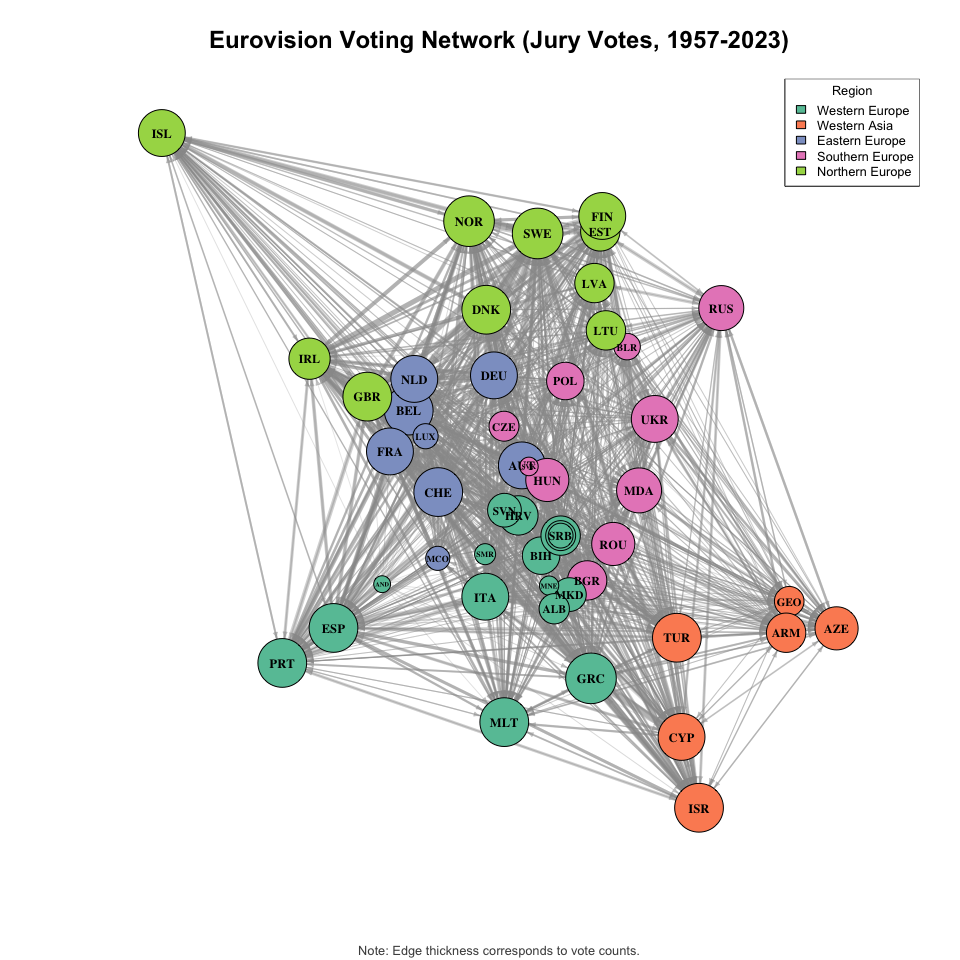 Eurovision Voting Network (Jury Votes, 1957-2023)
Region
Western Europe
Western Asia
Eastern Europe
Southern Europe
Northern Europe
ISL
NOR
SWE
FIN
EST
LVA
RUS
DNK
LTU
BLR
IRL
NLD
DEU
POL
GBR
BEL
UKR
LUX
CZE
FRA
HUN
CHE
MDA
SVN
HRV
SRB
ROU
BIH
SMR
MCO
AND
MNE
BGR
MKD
ITA
ALB
GEO
ESP
TUR
ARM
AZE
PRT
GRC
MLT
CYP
ISR
Note: Edge thickness corresponds to vote counts.